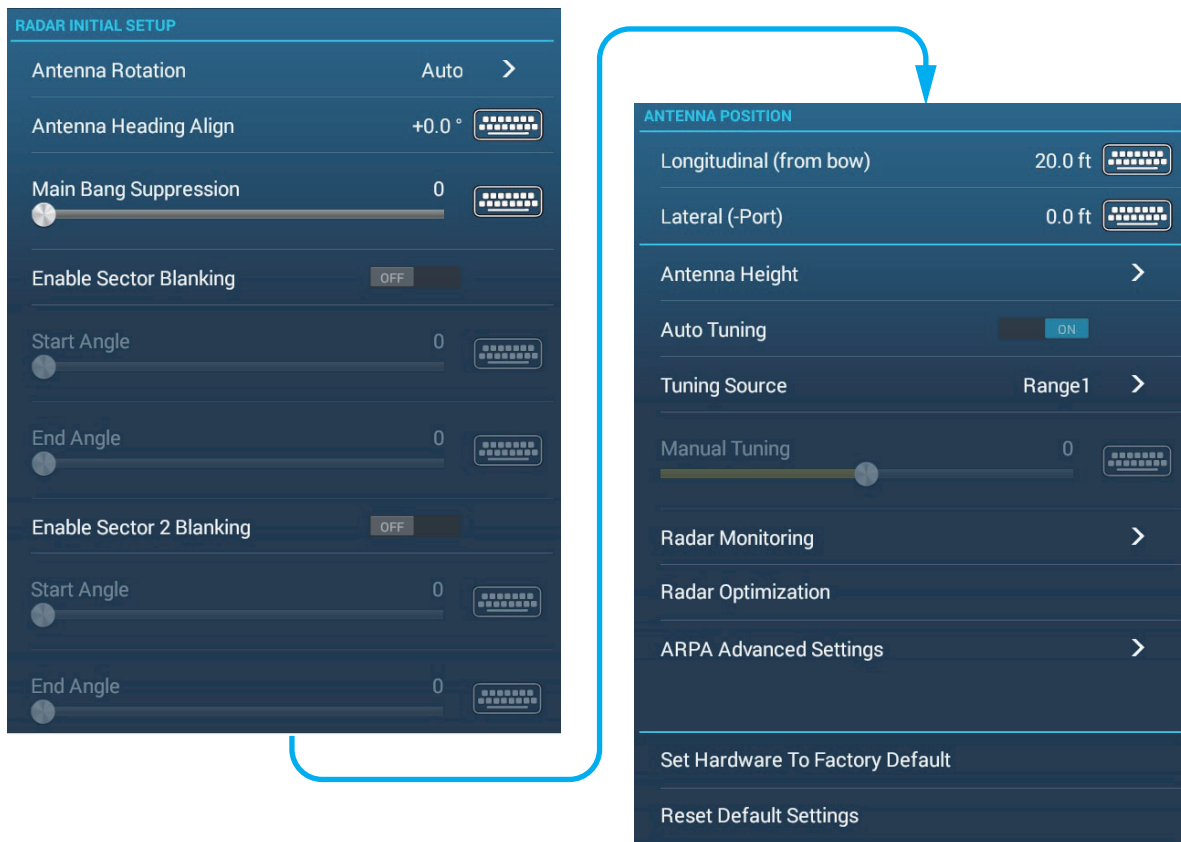 RADAR INITIAL SETUP
Antenna Rotation Auto
Antenna Heading Align +0.0 °
Main Bang Suppression 0
Enable Sector Blanking OFF
Start Angle 0
End Angle 0
Enable Sector 2 Blanking OFF
Start Angle 0
End Angle 0
ANTENNA POSITION
Longitudinal (from bow) 20.0 ft
Lateral (-Port) 0.0 ft
Antenna Height
Auto Tuning ON
Tuning Source Range1
Manual Tuning 0
Radar Monitoring
Radar Optimization
ARPA Advanced Settings
Set Hardware To Factory Default
Reset Default Settings